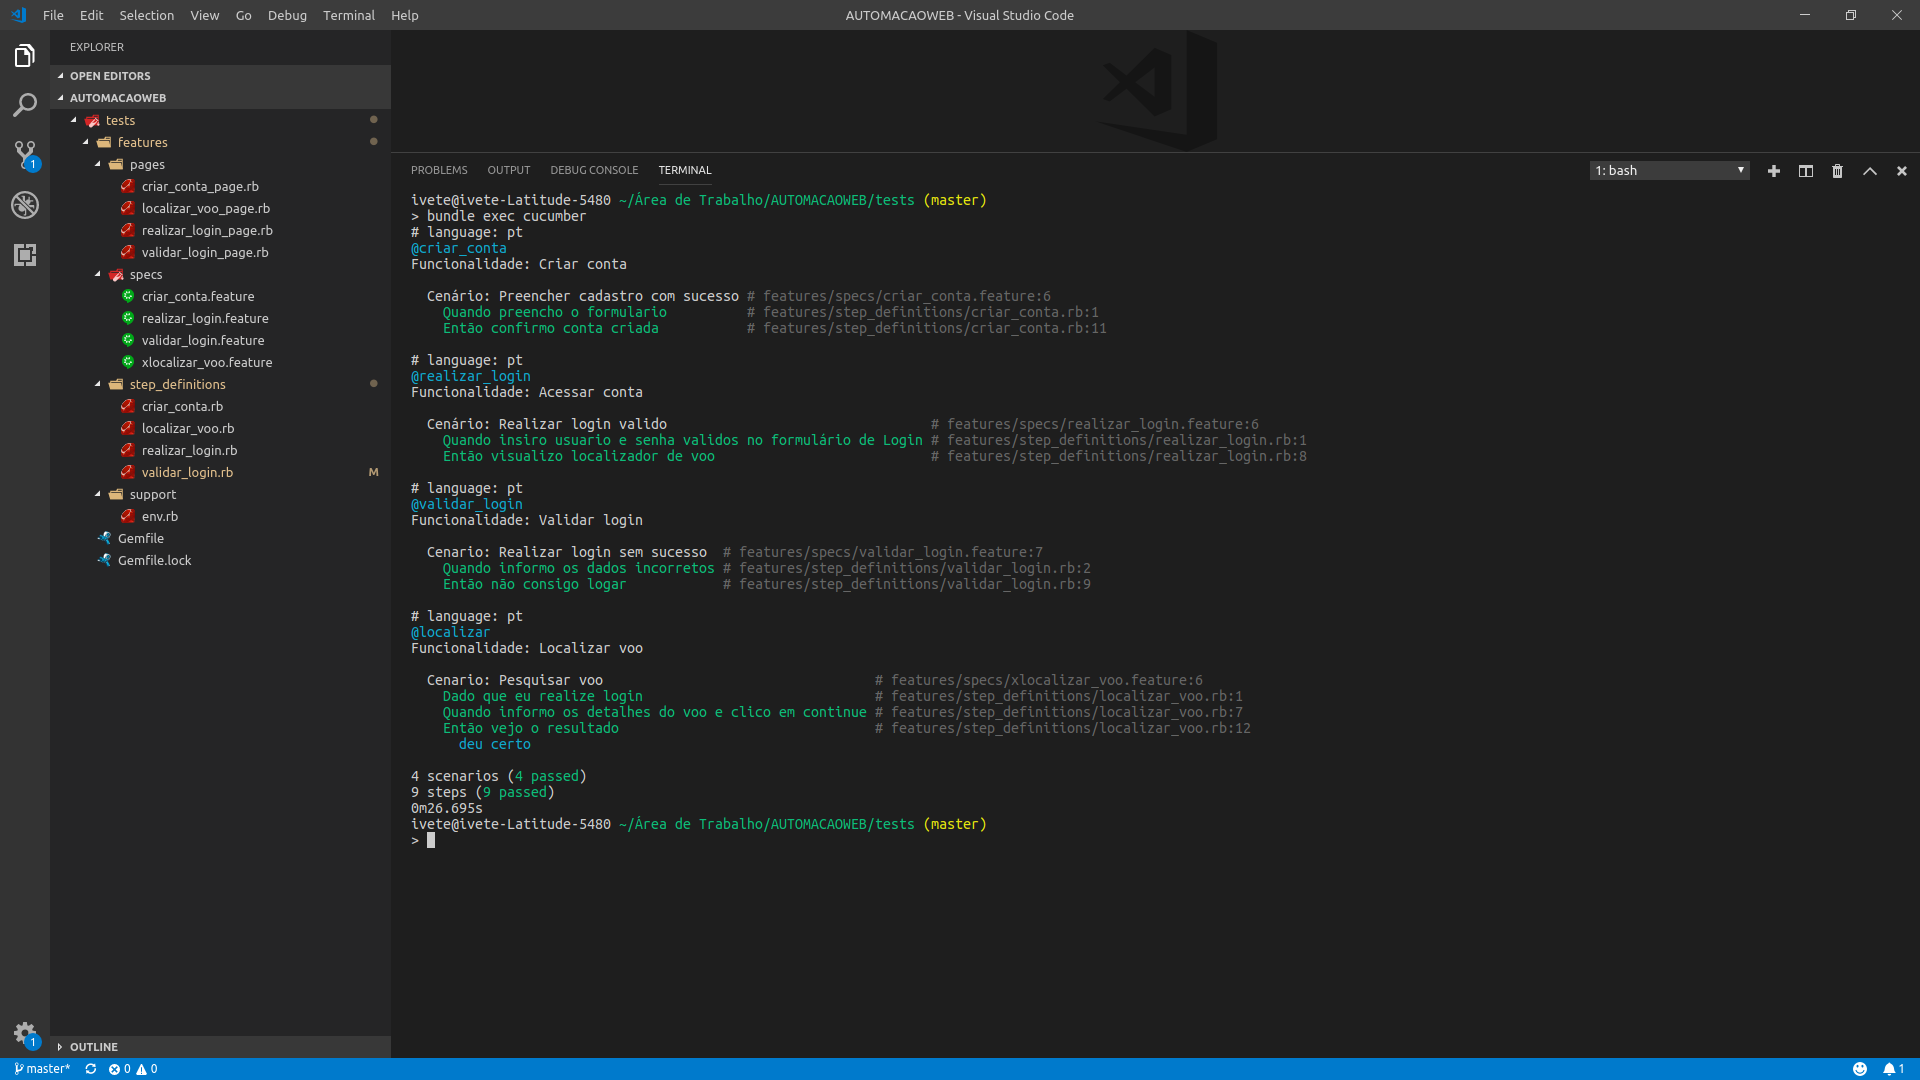 File Edit Selection View Go Debug Terminal Help
AUTOMACAOWEB - Visual Studio Code
EXPLORER
OPEN EDITORS
AUTOMACAOWEB
tests
features
pages
criar_conta_page.rb
localizar_voo_page.rb
realizar_login_page.rb
validar_login_page.rb
specs
criar_conta.feature
realizar_login.feature
validar_login.feature
xlocalizar_voo.feature
step_definitions
criar_conta.rb
localizar_voo.rb
realizar_login.rb
validar_login.rb M
support
env.rb
Gemfile
Gemfile.lock
OUTLINE
1
1
PROBLEMS OUTPUT DEBUG CONSOLE TERMINAL
1: bash
ivete@ivete-Latitude-5480 ~/Área de Trabalho/AUTOMACAOWEB/tests (master)
> bundle exec cucumber
# language: pt
@criar_conta
Funcionalidade: Criar conta
Cenário: Preencher cadastro com sucesso # features/specs/criar_conta.feature:6
Quando preencho o formulario # features/step_definitions/criar_conta.rb:1
Então confirmo conta criada # features/step_definitions/criar_conta.rb:11
# language: pt
@realizar_login
Funcionalidade: Acessar conta
Cenário: Realizar login valido # features/specs/realizar_login.feature:6
Quando insiro usuario e senha validos no formulário de Login # features/step_definitions/realizar_login.rb:1
Então visualizo localizador de voo # features/step_definitions/realizar_login.rb:8
# language: pt
@validar_login
Funcionalidade: Validar login
Cenario: Realizar login sem sucesso # features/specs/validar_login.feature:7
Quando informo os dados incorretos # features/step_definitions/validar_login.rb:2
Então não consigo logar # features/step_definitions/validar_login.rb:9
# language: pt
@localizar
Funcionalidade: Localizar voo
Cenario: Pesquisar voo # features/specs/xlocalizar_voo.feature:6
Dado que eu realize login # features/step_definitions/localizar_voo.rb:1
Quando informo os detalhes do voo e clico em continue # features/step_definitions/localizar_voo.rb:7
Então vejo o resultado # features/step_definitions/localizar_voo.rb:12
deu certo
4 scenarios (4 passed)
9 steps (9 passed)
0m26.695s
ivete@ivete-Latitude-5480 ~/Área de Trabalho/AUTOMACAOWEB/tests (master)
>
master* 0 0 1